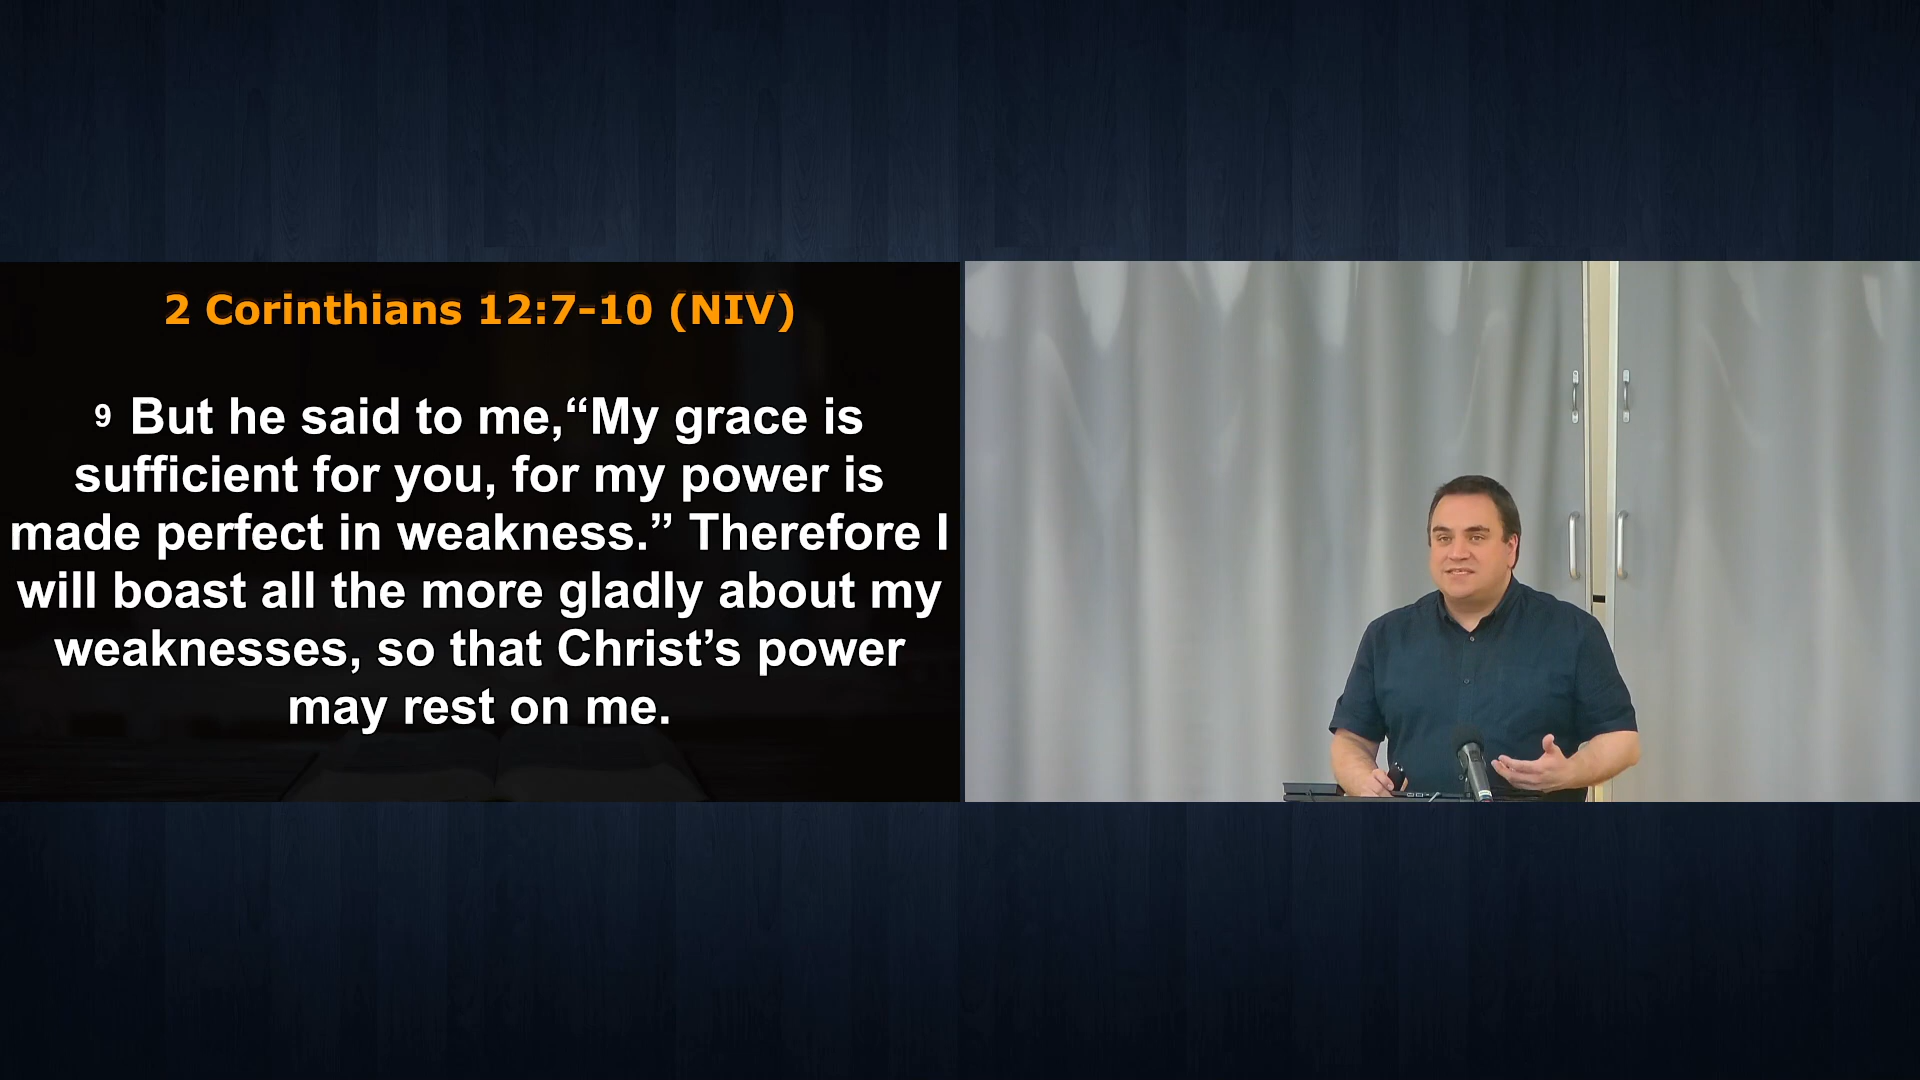 2 Corinthians 12:7-10 (NIV)
9 But he said to me,“My grace is
sufficient for you, for my power is
made perfect in weakness.” Therefore I
will boast all the more gladly about my
weaknesses, so that Christ’s power
may rest on me.